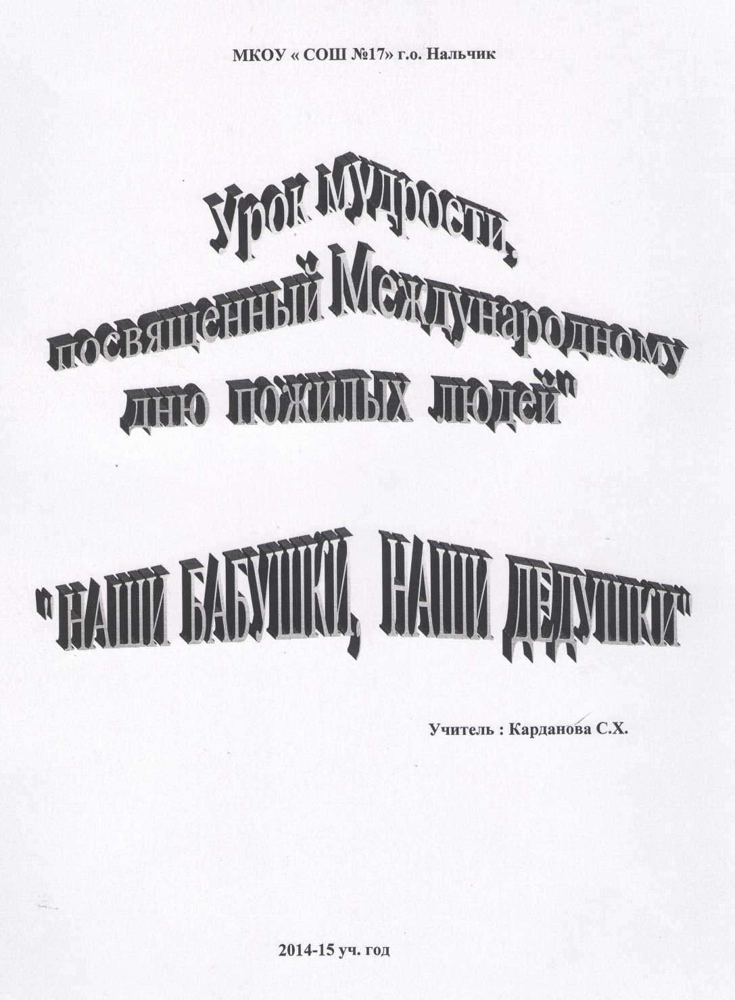 МКОУ « СОШ №17» г.о. Нальчик
Урок мудрости,
посвященный Международному
дню пожилых людей"
"НАШИ БАБУШКИ, НАШИ ДЕДУШКИ"
Учитель : Карданова С.Х.
2014-15 уч. год